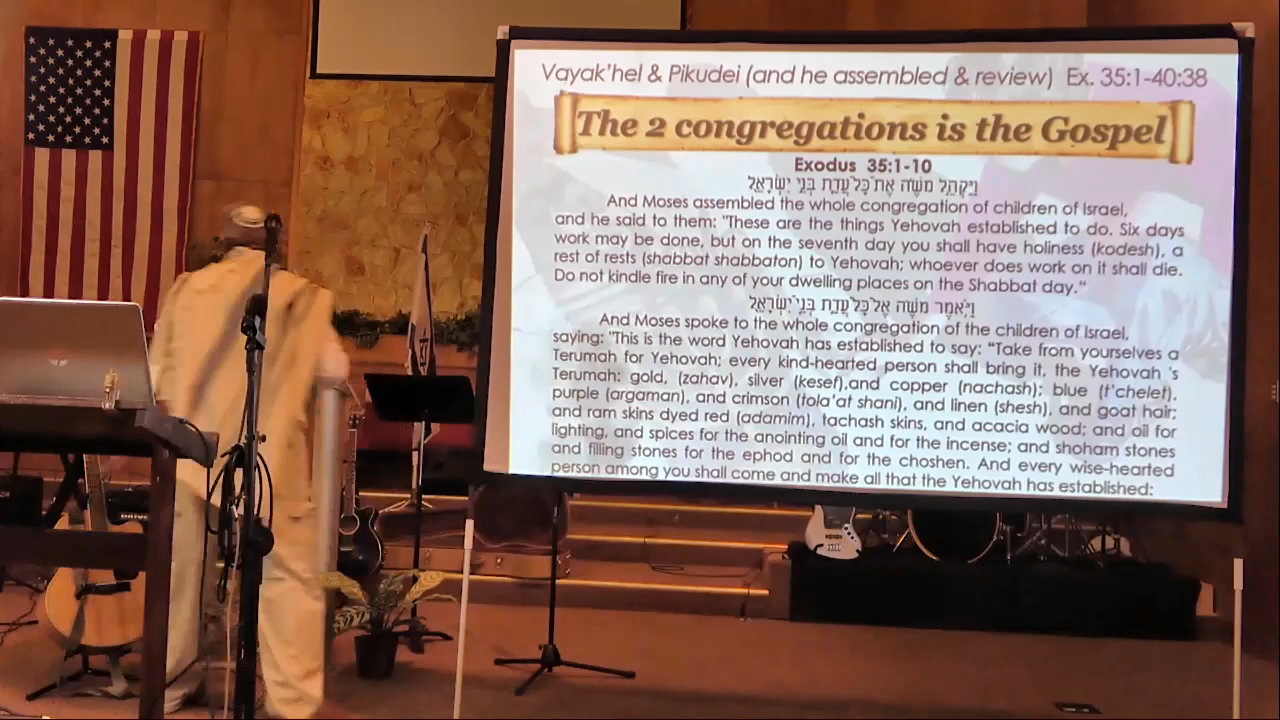 Vayak'hel & Pikudei (and he assembled & review) Ex. 35:1-40:38
The 2 congregations is the Gospel
Exodus 35:1-10
וַיַּקְהֵל מֹשֶׁה אֶת־כָּל־עֲדַת בְּנֵי יִשְׂרָאֵל
And Moses assembled the whole congregation of children of Israel,
and he said to them: "These are the things Yehovah established to do. Six days
work may be done, but on the seventh day you shall have holiness (kodesh), a
rest of rests (shabbat shabbaton) to Yehovah; whoever does work on it shall die.
Do not kindle fire in any of your dwelling places on the Shabbat day."
וַיֹּאמֶר מֹשֶׁה אֶל־כָּל־עֲדַת בְּנֵי־יִשְׂרָאֵל
And Moses spoke to the whole congregation of the children of Israel,
saying: "This is the word Yehovah has established to say: "Take from yourselves a
Terumah for Yehovah; every kind-hearted person shall bring it, the Yehovah 's
Terumah; gold, (zahav), silver (kesef),and copper (nachash); blue (t'chelet),
purple (argaman), and crimson (tola'at shani), and linen (shesh), and goat hair;
and ram skins dyed red (adamim), tachash skins, and acacia wood; and oil for
lighting, and spices for the anointing oil and for the incense; and shoham stones
and filling stones for the ephod and for the choshen. And every wise-hearted
person among you shall come and make all that the Yehovah has established: